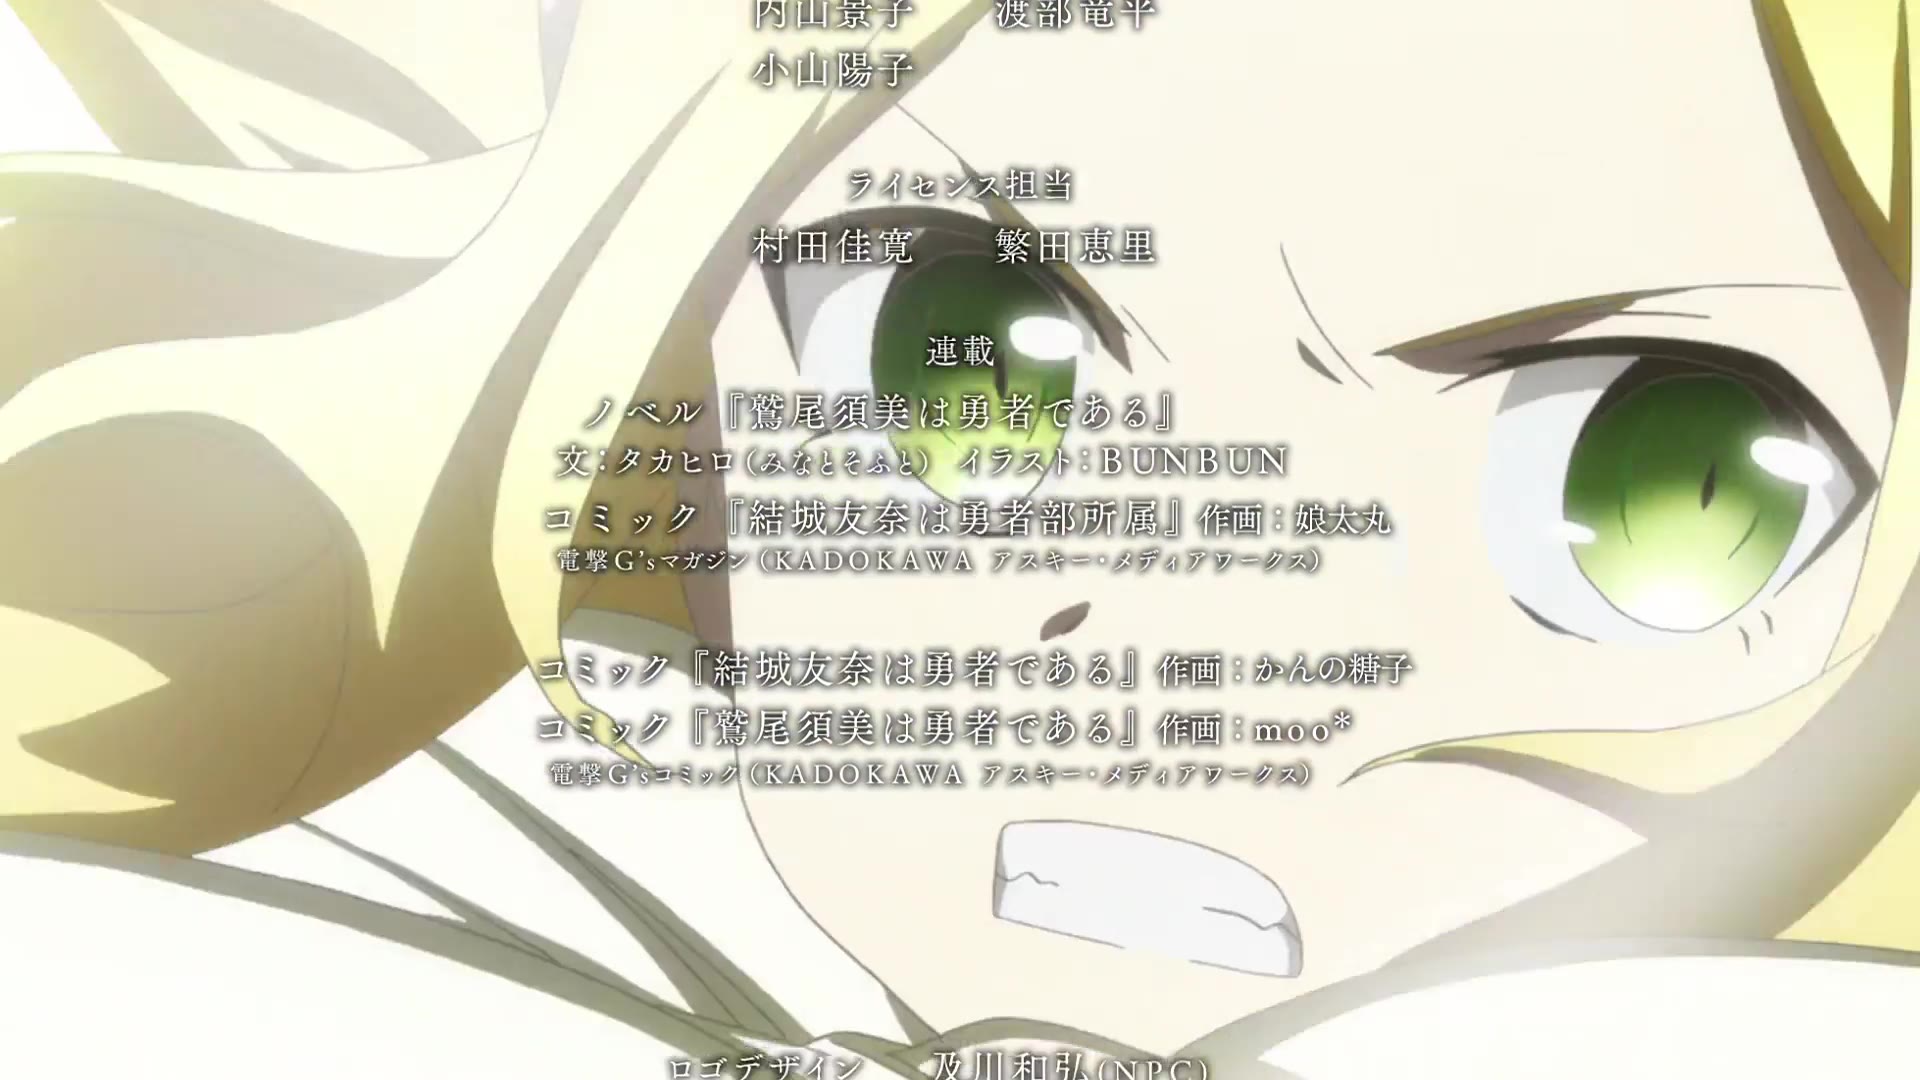 内山景子　渡部竜平
小山陽子
ライセンス担当
村田佳寛　繁田恵里
連載
ノベル『鷲尾須美は勇者である』
文：タカヒロ（みなとそふと） イラスト：BUNBUN
コミック『結城友奈は勇者部所属』作画：娘太丸
電撃G'sマガジン（KADOKAWA アスキー・メディアワークス）
コミック『結城友奈は勇者である』作画：かんの糖子
コミック『鷲尾須美は勇者である』作画：moo*
電撃G'sコミック（KADOKAWA アスキー・メディアワークス）
ロゴデザイン　及川和弘(NPC)